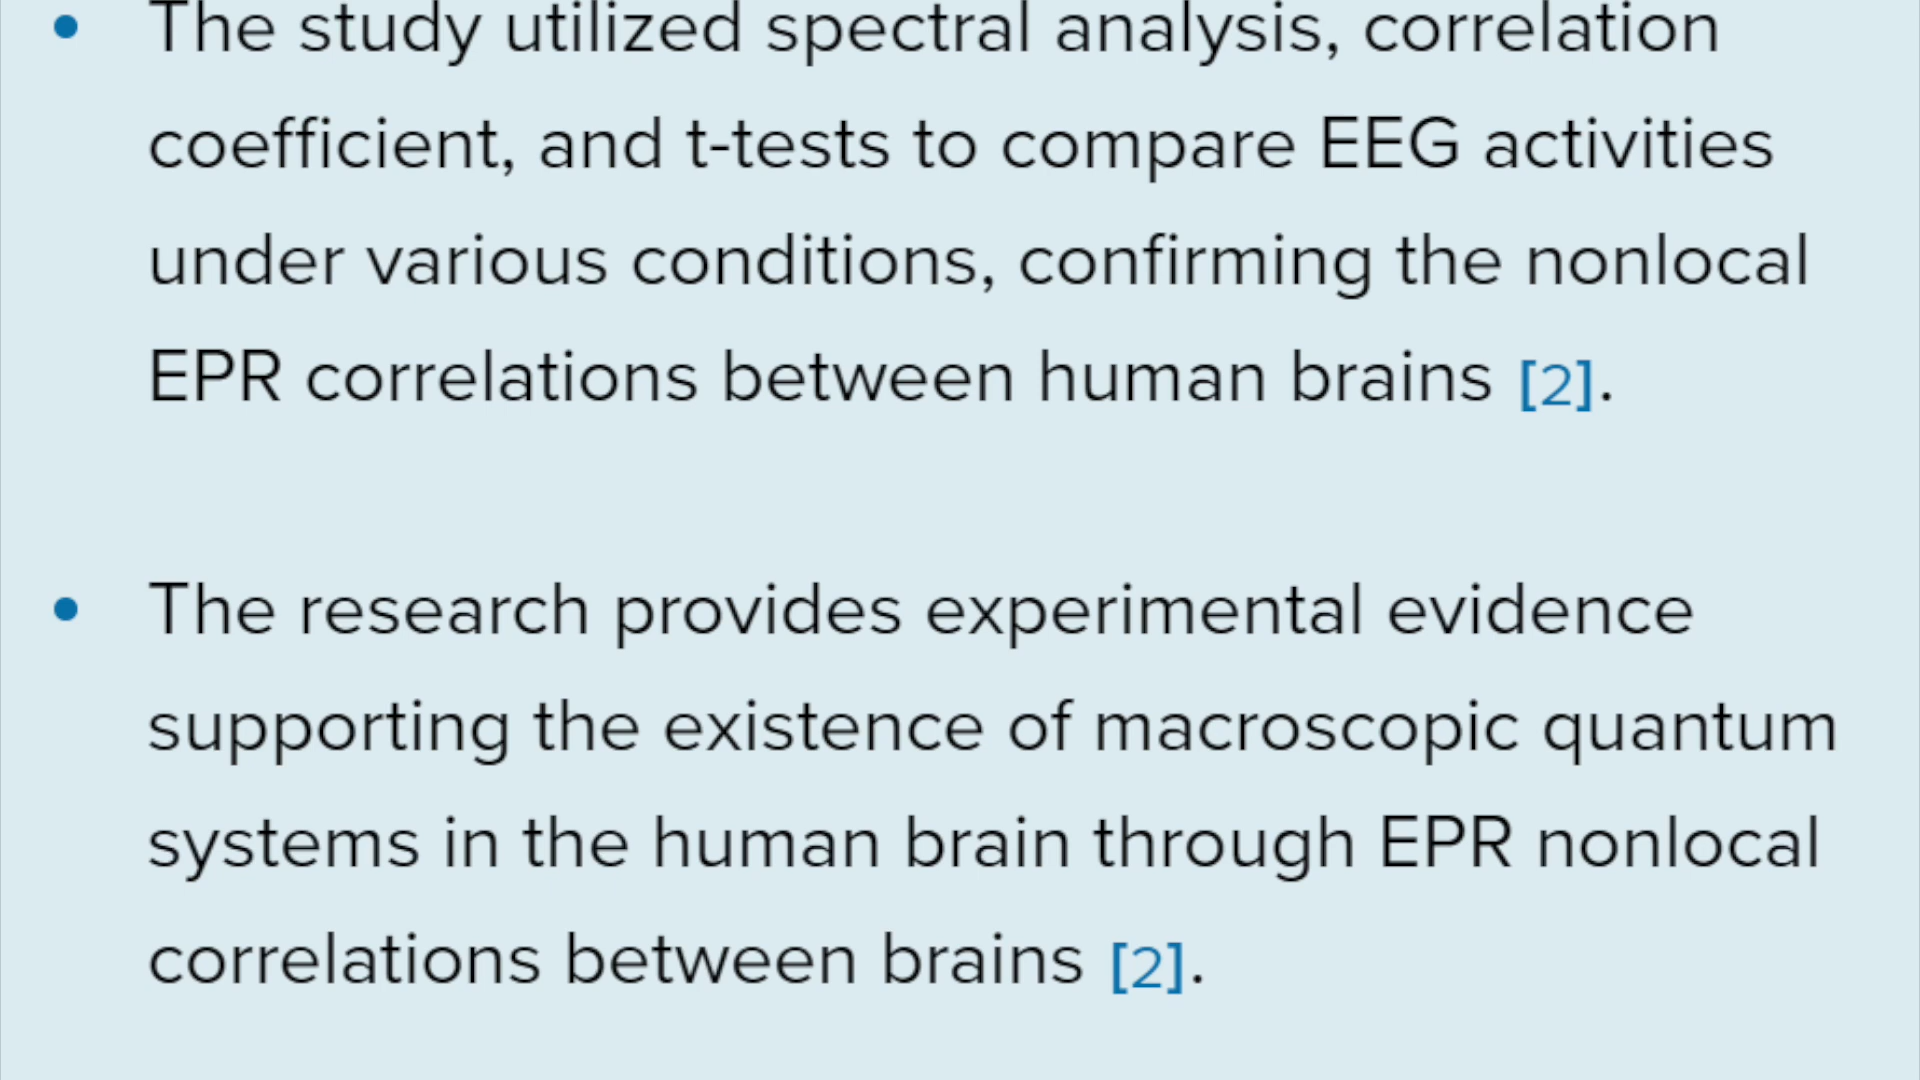 • The study utilized spectral analysis, correlation
coefficient, and t-tests to compare EEG activities
under various conditions, confirming the nonlocal
EPR correlations between human brains [2].
• The research provides experimental evidence
supporting the existence of macroscopic quantum
systems in the human brain through EPR nonlocal
correlations between brains [2].